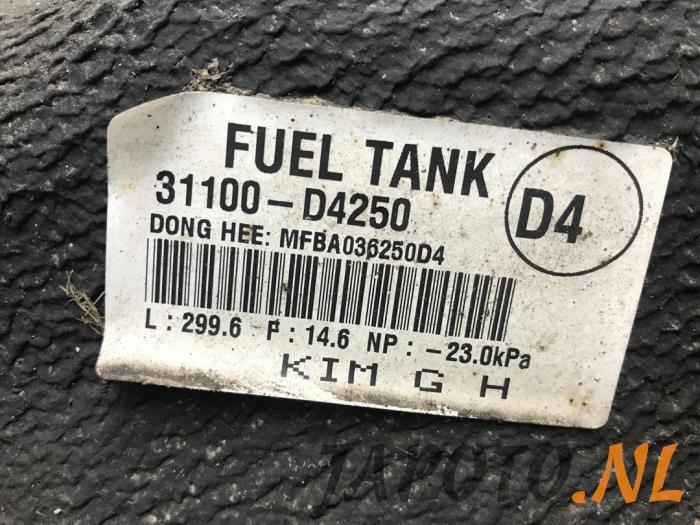 FUEL TANK
31100-D4250
D4
DONG HEE: MFBA036250D4
L : 299.6 P : 14.6 NP : -23.0kPa
KIM G H
JAPOTO.NL